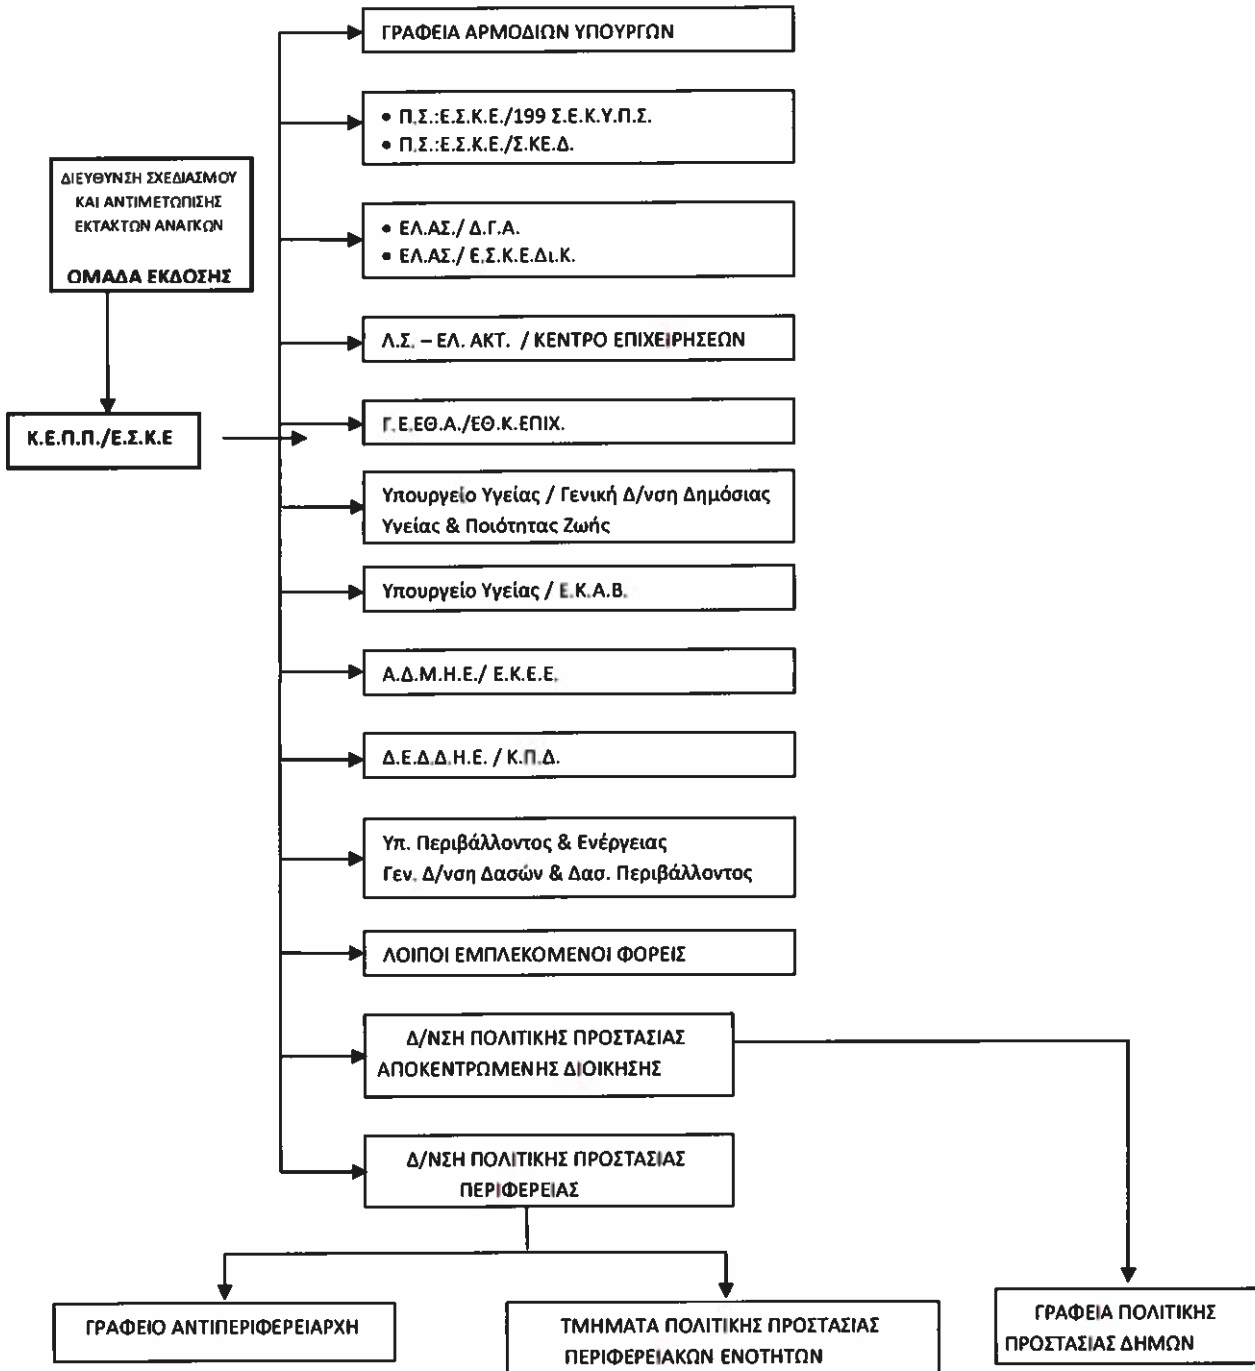 ΓΡΑΦΕΙΑ ΑΡΜΟΔΙΩΝ ΥΠΟΥΡΓΩΝ
• Π.Σ.:Ε.Σ.Κ.Ε./199 Σ.Ε.Κ.Υ.Π.Σ.
• Π.Σ.:Ε.Σ.Κ.Ε./Σ.ΚΕ.Δ.
ΔΙΕΥΘΥΝΣΗ ΣΧΕΔΙΑΣΜΟΥ
ΚΑΙ ΑΝΤΙΜΕΤΩΠΙΣΗΣ
ΕΚΤΑΚΤΩΝ ΑΝΑΓΚΩΝ
ΟΜΑΔΑ ΕΚΔΟΣΗΣ
• ΕΛ.ΑΣ./ Δ.Γ.Α.
• ΕΛ.ΑΣ./ Ε.Σ.Κ.Ε.Δι.Κ.
Λ.Σ. – ΕΛ. ΑΚΤ. / ΚΕΝΤΡΟ ΕΠΙΧΕΙΡΗΣΕΩΝ
Κ.Ε.Π.Π./Ε.Σ.Κ.Ε
Γ.Ε.ΕΘ.Α./ΕΘ.Κ.ΕΠΙΧ.
Υπουργείο Υγείας / Γενική Δ/νση Δημόσιας
Υγείας & Ποιότητας Ζωής
Υπουργείο Υγείας / Ε.Κ.Α.Β.
Α.Δ.Μ.Η.Ε./ Ε.Κ.Ε.Ε.
Δ.Ε.Δ.Δ.Η.Ε. / Κ.Π.Δ.
Υπ. Περιβάλλοντος & Ενέργειας
Γεν. Δ/νση Δασών & Δασ. Περιβάλλοντος
ΛΟΙΠΟΙ ΕΜΠΛΕΚΟΜΕΝΟΙ ΦΟΡΕΙΣ
Δ/ΝΣΗ ΠΟΛΙΤΙΚΗΣ ΠΡΟΣΤΑΣΙΑΣ
ΑΠΟΚΕΝΤΡΩΜΕΝΗΣ ΔΙΟΙΚΗΣΗΣ
Δ/ΝΣΗ ΠΟΛΙΤΙΚΗΣ ΠΡΟΣΤΑΣΙΑΣ
ΠΕΡΙΦΕΡΕΙΑΣ
ΓΡΑΦΕΙΟ ΑΝΤΙΠΕΡΙΦΕΡΕΙΑΡΧΗ
ΤΜΗΜΑΤΑ ΠΟΛΙΤΙΚΗΣ ΠΡΟΣΤΑΣΙΑΣ
ΠΕΡΙΦΕΡΕΙΑΚΩΝ ΕΝΟΤΗΤΩΝ
ΓΡΑΦΕΙΑ ΠΟΛΙΤΙΚΗΣ
ΠΡΟΣΤΑΣΙΑΣ ΔΗΜΩΝ